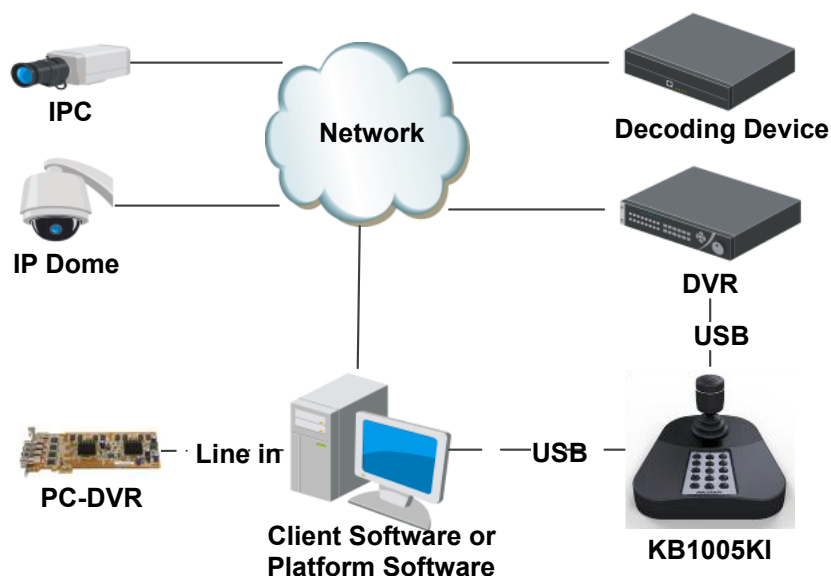 IPC
Network
Decoding Device
IP Dome
DVR
USB
Line in
USB
PC-DVR
Client Software or
Platform Software
KB1005KI